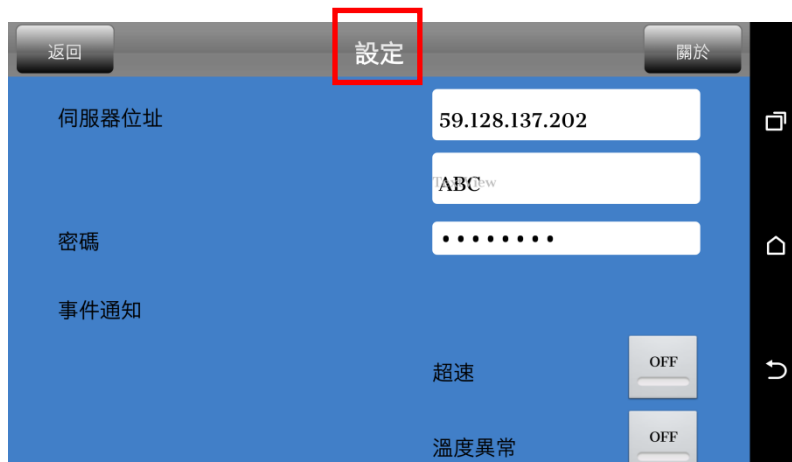 返回 設定 關於
伺服器位址 59.128.137.202
ABC
密碼 ••••••••
事件通知
超速 OFF
溫度異常 OFF